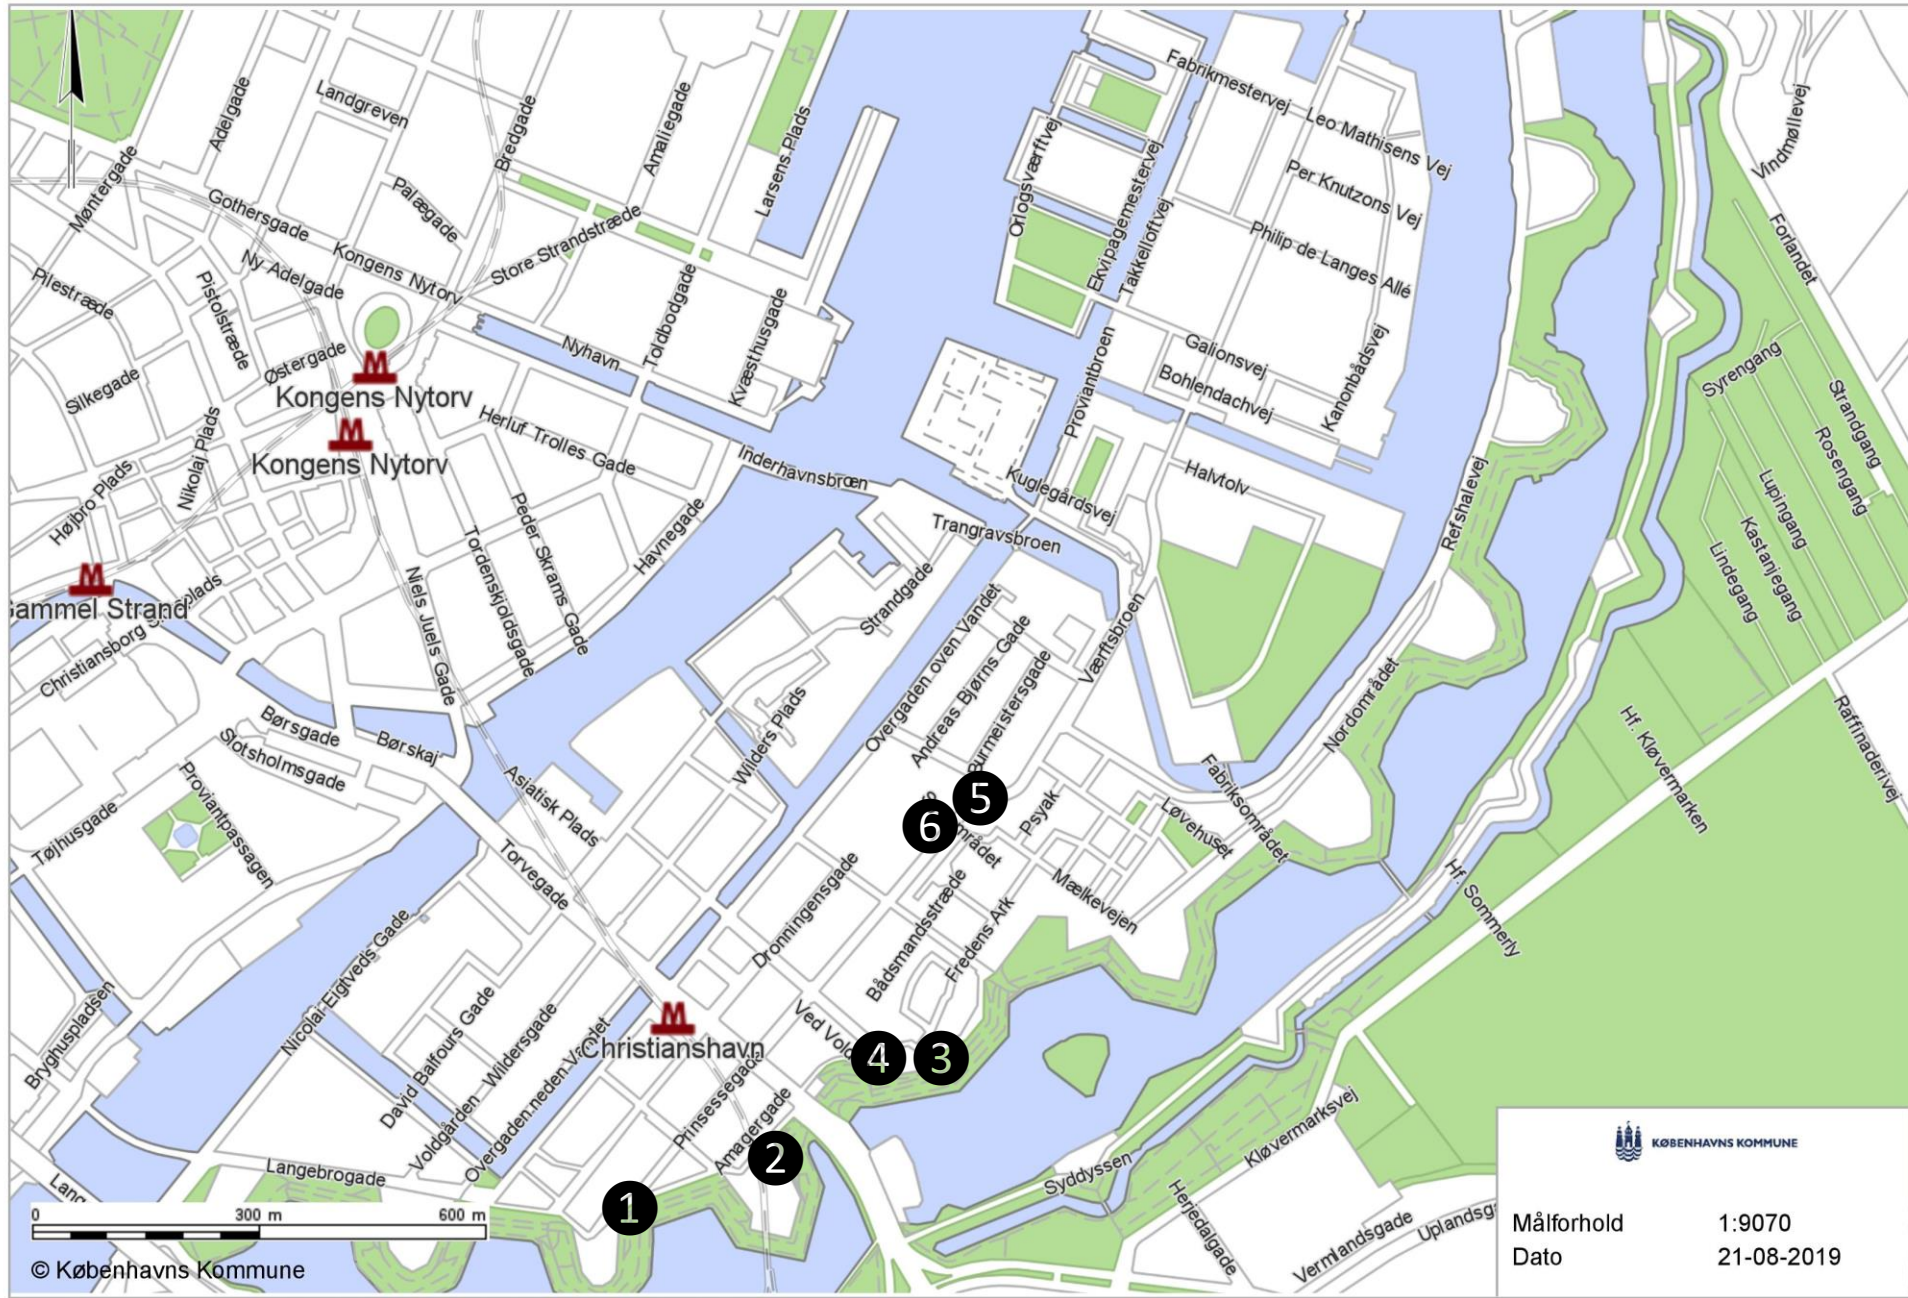 Fabrikmestervej
Leo Mathisens Vej
Per Knutzons Vej
Philip de Langes Allé
Landgreven
Adelgade
Bredgade
Amaliegade
Larsens Plads
Orlogsværftvej
Ekvipagemestervej
Takkelloftvej
Vindmøllevej
Møntergade
Gothersgade
Palægade
Kongens Nytorv
Store Strandstræde
Ny Adelgade
Pilestræde
Pistolstræde
Toldbodgade
Kvæsthusgade
Forlandet
Østergade
Nyhavn
Silkegade
Kongens Nytorv
Kongens Nytorv
Nikolaj Plads
Højbro Plads
Herluf Trolles Gade
Peder Skrams Gade
Tordenskjoldsgade
Havnegade
Niels Juels Gade
Inderhavnsbroen
Proviantbroen
Galionsvej
Bohlendachvej
Kanonbådsvej
Kuglegårdsvej
Halvtolv
Trangravsbroen
Refshalevej
Syrengang
Strandgang
Rosengang
Lupingang
Kastanjegang
Lindegang
Gammel Strand
Christiansborg Slotsplads
Strandgade
Overgaden oven Vandet
Andreas Bjørns Gade
Burmeistersgade
Værftsbroen
Wilders Plads
Nordområdet
Raffinaderivej
Hf. Kløvermarken
Børsgade
Børskaj
Slotsholmsgade
Proviantpassagen
Tøjhusgade
Asiatisk Plads
Torvegade
5
6
området
Psyak
Løvehuset
Fabriksområdet
Mælkevejen
Hf. Sommerly
Dronningensgade
Bådsmandsstræde
Fredens Ark
Nicolai Eigtveds Gade
David Balfours Gade
Wildersgade
Voldgården
Overgaden neden Vandet
Bryghuspladsen
Christianshavn
Ved Vold
4
3
Prinsessegade
Amagergade
2
1
Langebrogade
Lang
Syddyssen
Kløvermarksvej
Herjedalgade
Vermlandsgade
Uplandsg
0 300 m 600 m
© Københavns Kommune
KØBENHAVNS KOMMUNE
Målforhold 1:9070
Dato 21-08-2019